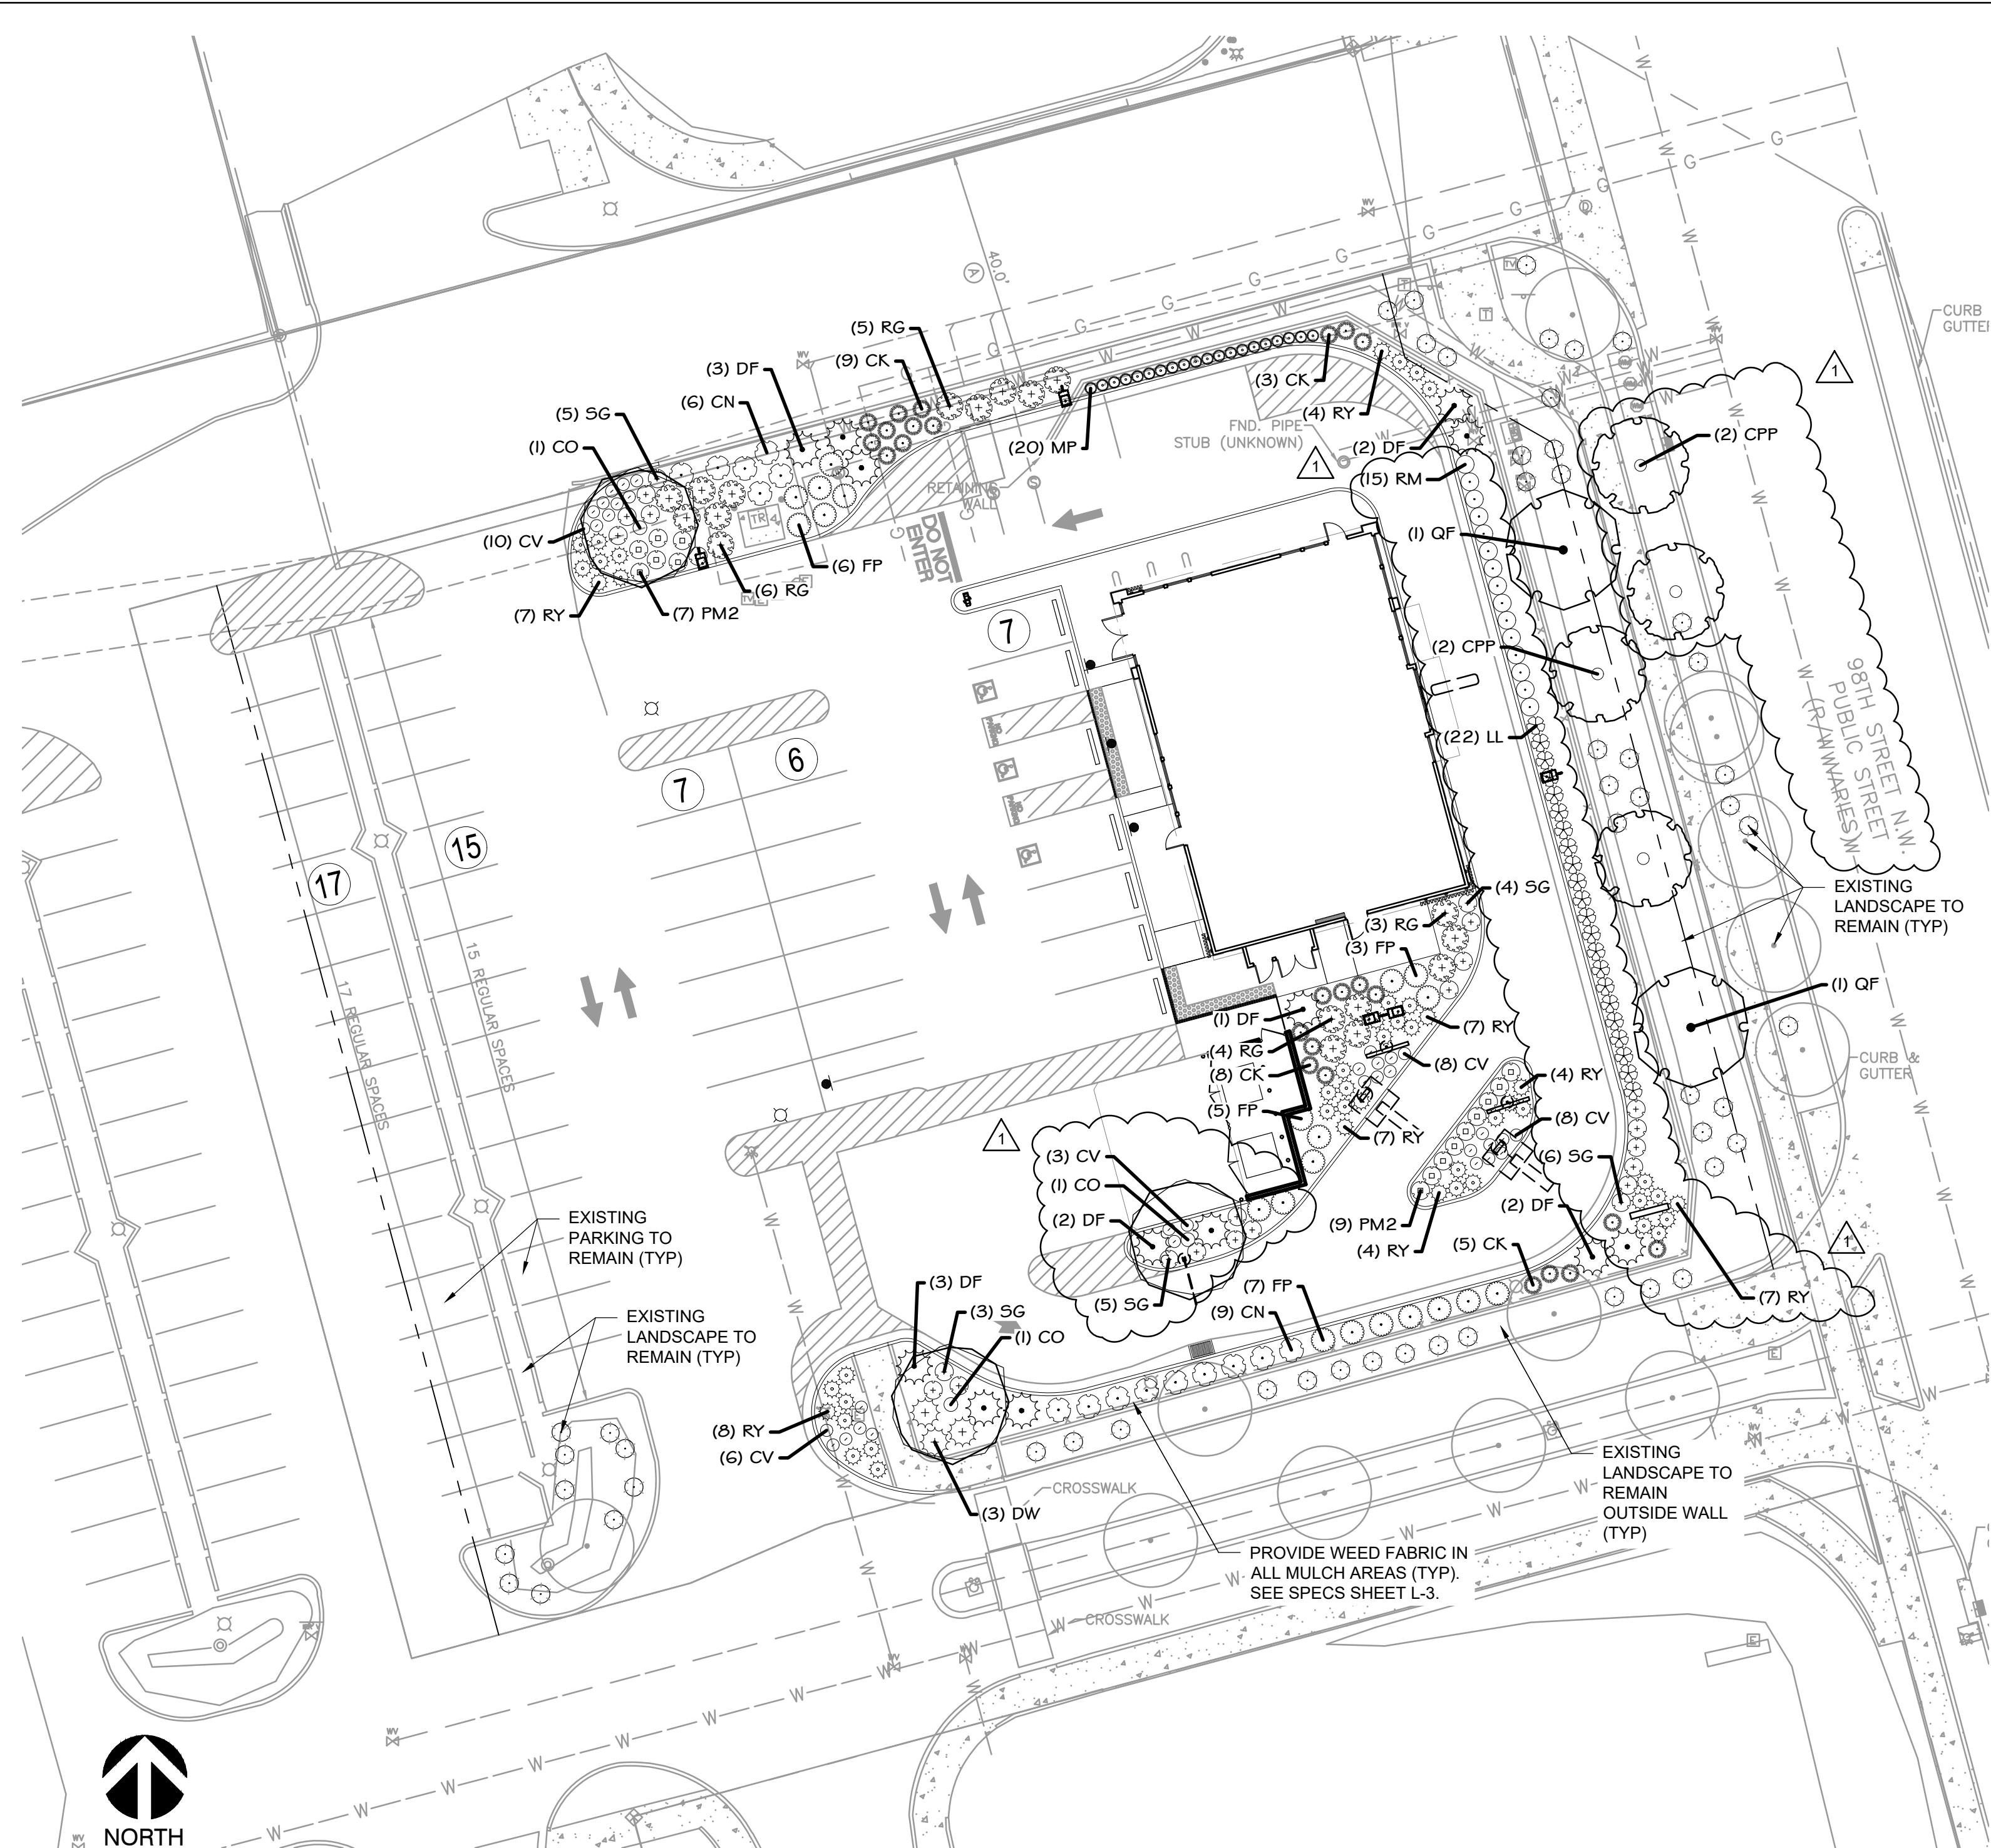 40.0'
A
CURB
(5) RG
(9) CK
(3) DF
(6) CN
(5) SG
(1) CO
(10) CV
(7) RY
(7) PM2
(6) RG
(6) FP
(20) MP
(3) CK
(4) RY
(2) DF
FND. PIPE
STUB (UNKNOWN)
RETAINING
WALL
DO NOT
ENTER
TR
1
(15) RM
1
(2) CPP
(1) QF
(2) CPP
(22) LL
98TH STREET N.W.
PUBLIC STREET
(R/W VARIES)
7
7
6
15
17
15 REGULAR SPACES
17 REGULAR SPACES
EXISTING
LANDSCAPE TO
REMAIN (TYP)
(4) SG
(3) RG
(3) FP
(1) DF
(7) RY
(4) RG
(8) CK
(8) CV
(5) FP
(7) RY
(1) QF
CURB &
GUTTER
(4) RY
(8) CV
(6) SG
(2) DF
(9) PM2
(4) RY
(5) CK
(7) RY
1
1
(3) CV
(1) CO
(2) DF
(5) SG
(7) FP
(9) CN
(3) DF
(3) SG
(1) CO
(8) RY
(6) CV
(3) DW
EXISTING
PARKING TO
REMAIN (TYP)
EXISTING
LANDSCAPE TO
REMAIN (TYP)
CROSSWALK
CROSSWALK
PROVIDE WEED FABRIC IN
ALL MULCH AREAS (TYP).
SEE SPECS SHEET L-3.
EXISTING
LANDSCAPE TO
REMAIN
OUTSIDE WALL
(TYP)
NORTH